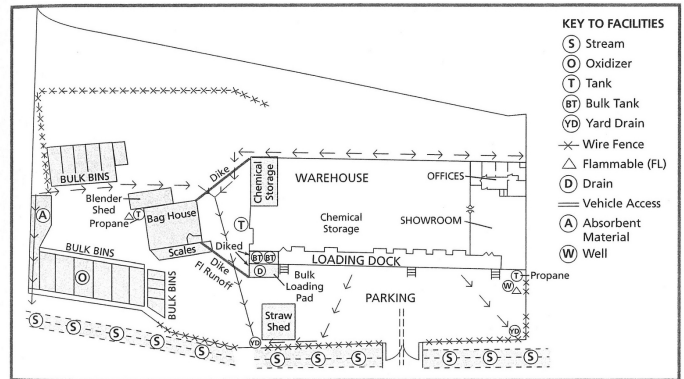 KEY TO FACILITIES
S Stream
O Oxidizer
T Tank
BT Bulk Tank
YD Yard Drain
Wire Fence
Flammable (FL)
D Drain
Vehicle Access
A Absorbent
Material
W Well
BULK BINS
Blender
Shed
Propane
T
Bag House
Scales
A
BULK BINS
O
BULK BINS
Dike
Chemical
Storage
WAREHOUSE
OFFICES
Chemical
Storage
SHOWROOM
T
Diked
BT BT
D
LOADING DOCK
Dike
Fl Runoff
Bulk
Loading
Pad
T Propane
W
PARKING
Straw
Shed
YD
YD
S S S S S
S S S S S